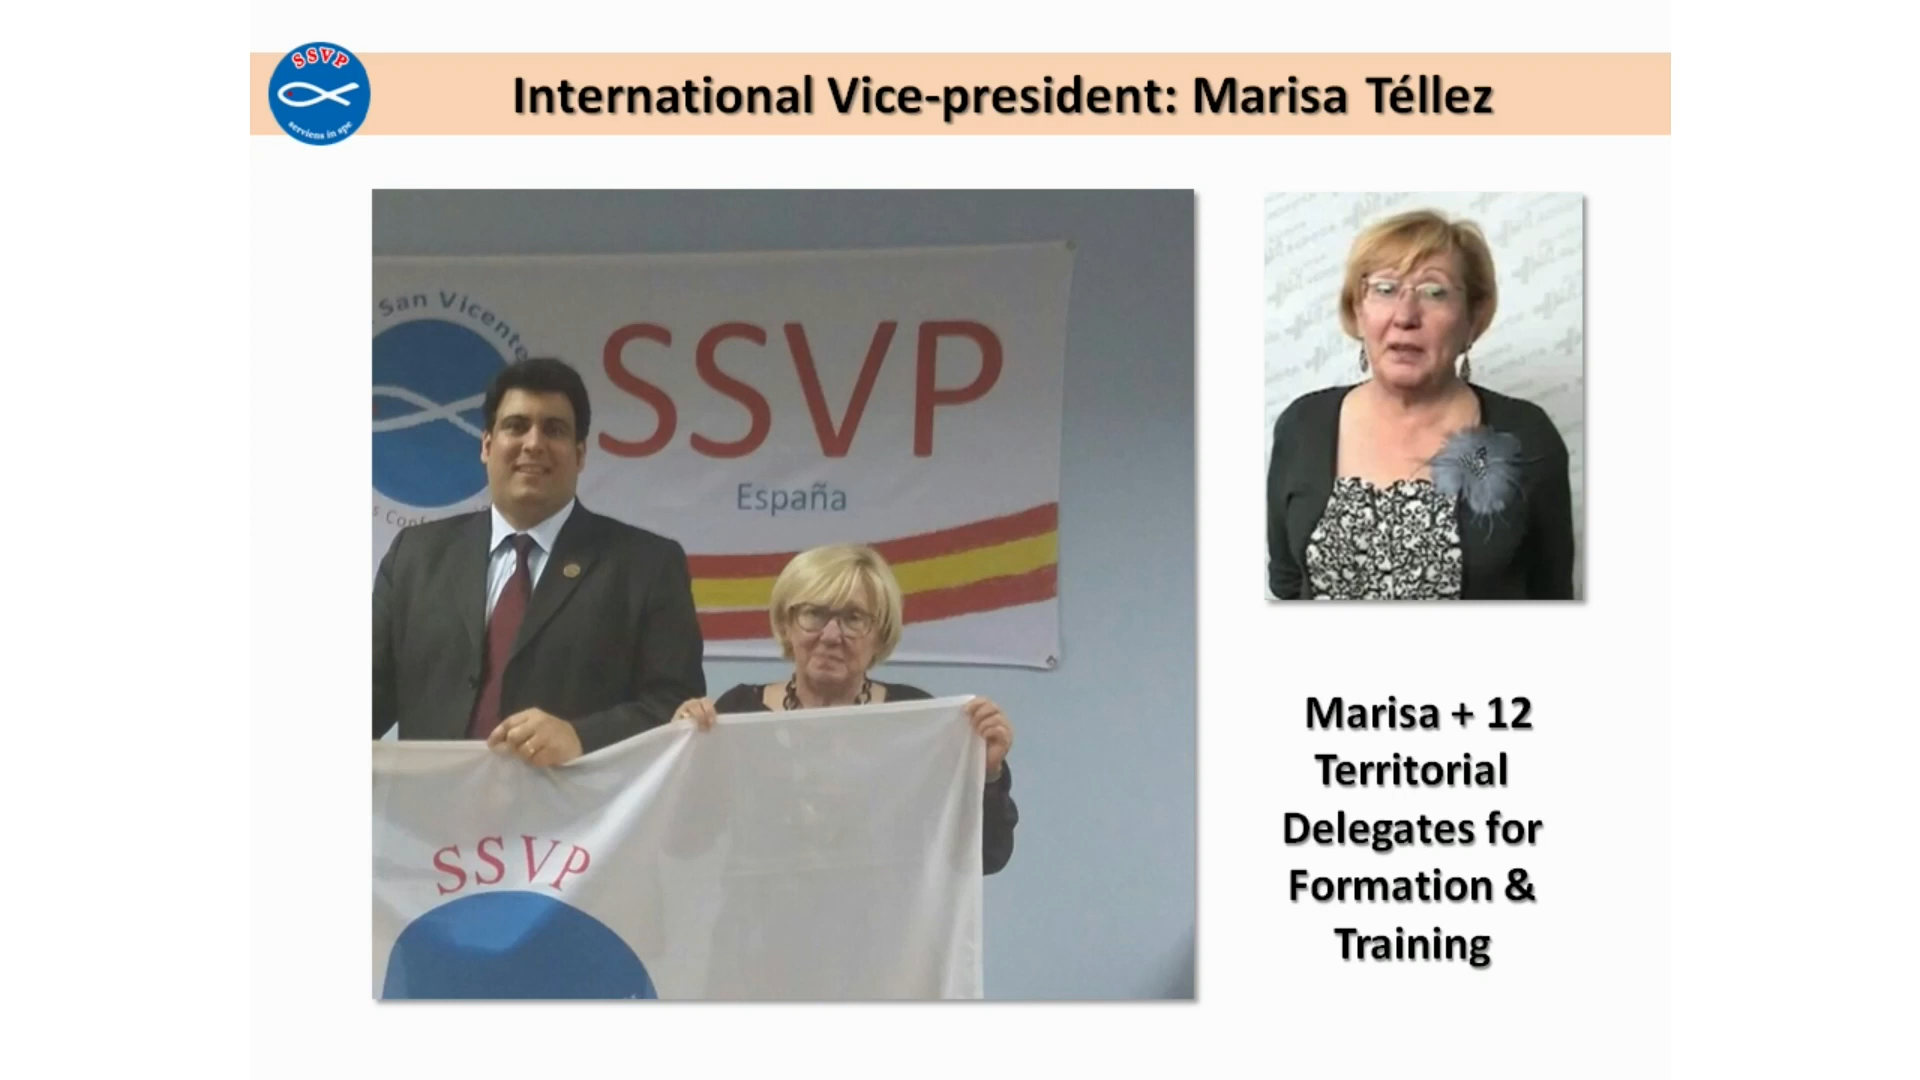 SSVP
serviens in spe
International Vice-president: Marisa Téllez
San Vicente
SSVP
España
SSVP
Marisa + 12
Territorial
Delegates for
Formation &
Training